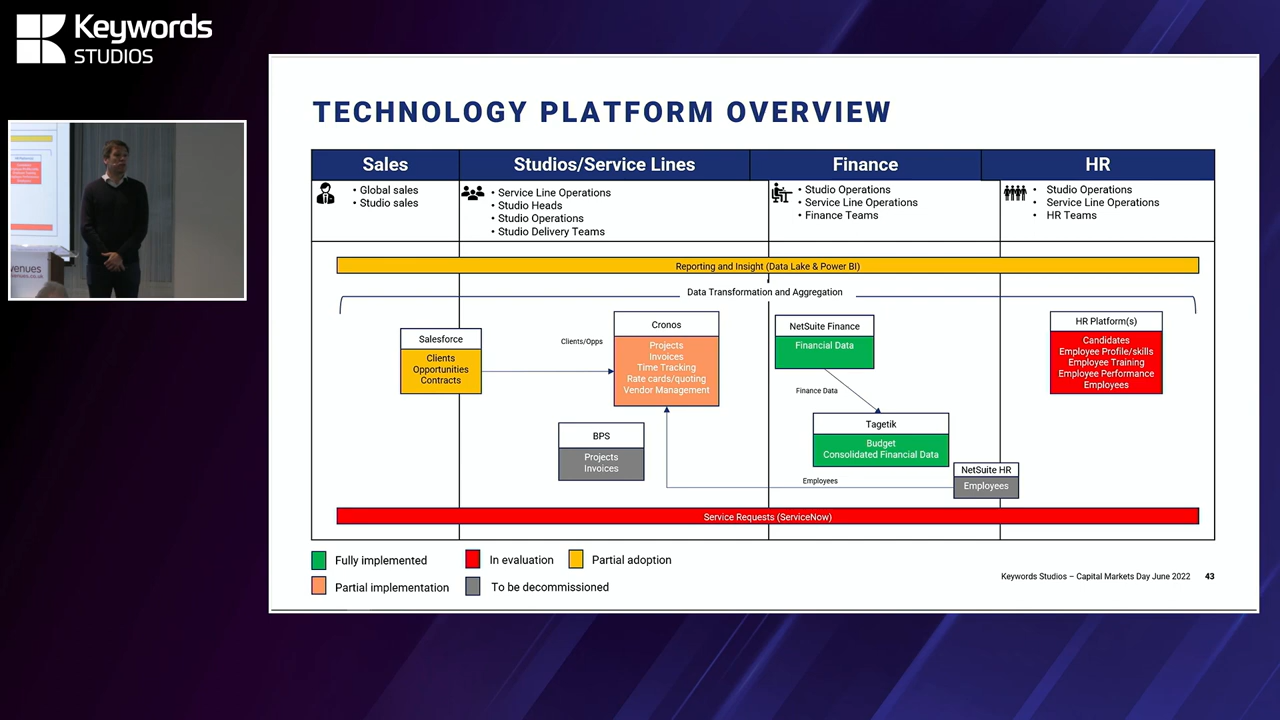 Keywords
STUDIOS
TECHNOLOGY PLATFORM OVERVIEW
Sales
Studios/Service Lines
Finance
HR
• Global sales
• Studio sales
• Service Line Operations
• Studio Heads
• Studio Operations
• Studio Delivery Teams
• Studio Operations
• Service Line Operations
• Finance Teams
• Studio Operations
• Service Line Operations
• HR Teams
Reporting and Insight (Data Lake & Power BI)
Data Transformation and Aggregation
Salesforce
Clients
Opportunities
Contracts
Clients/Opps
Cronos
Projects
Invoices
Time Tracking
Rate cards/quoting
Vendor Management
BPS
Projects
Invoices
NetSuite Finance
Financial Data
Finance Data
Tagetik
Budget
Consolidated Financial Data
NetSuite HR
Employees
Employees
HR Platform(s)
Candidates
Employee Profile/skills
Employee Training
Employee Performance
Employees
Service Requests (ServiceNow)
Fully implemented
In evaluation
Partial adoption
Partial implementation
To be decommissioned
Keywords Studios – Capital Markets Day June 2022 43
venues